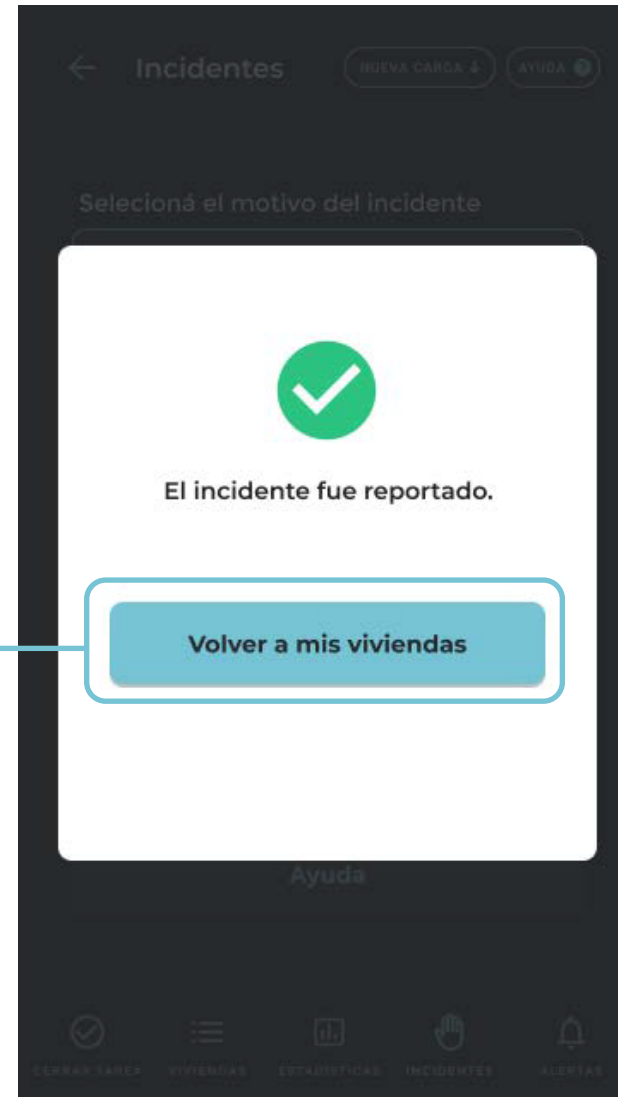 Incidentes
NUEVA CARGA
AYUDA
Selecioná el motivo del incidente
El incidente fue reportado.
Volver a mis viviendas
Ayuda
CERRAR TAREA
VIVIENDAS
ESTADISTICAS
INCIDENTES
ALERTAS